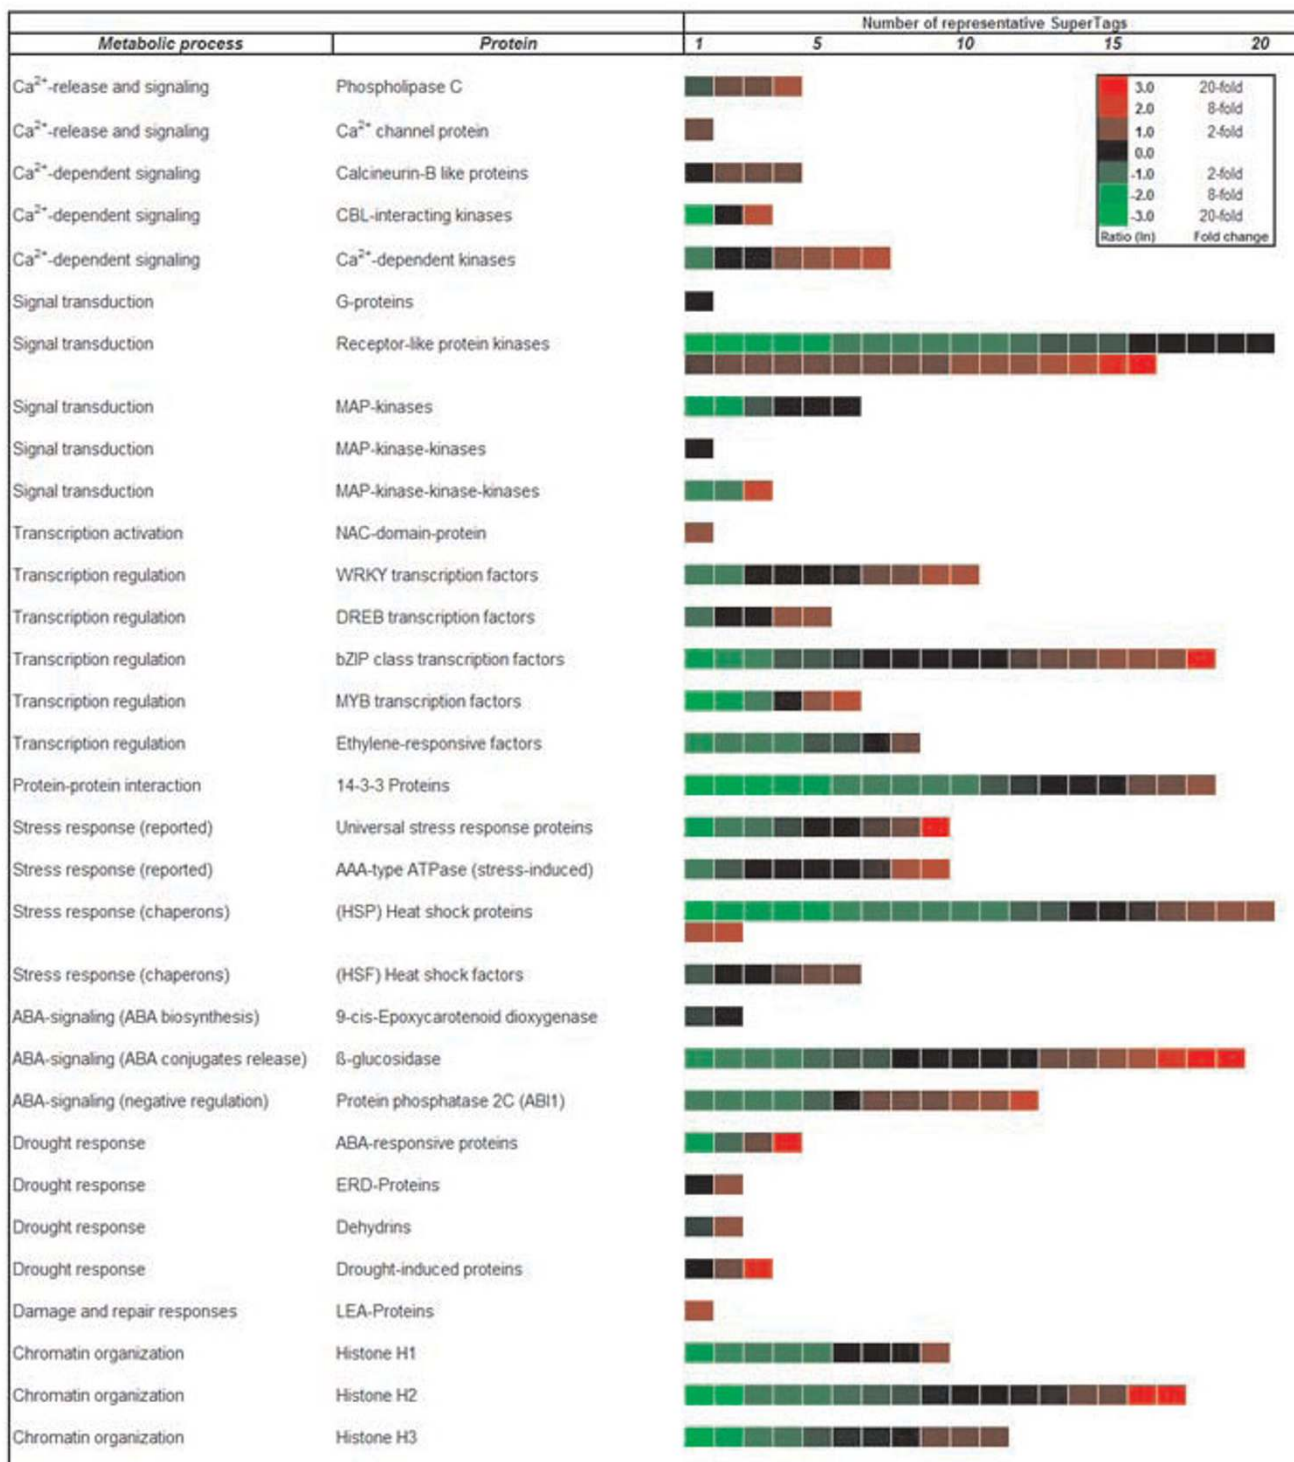 Number of representative SuperTags
Metabolic process Protein 1 5 10 15 20
Ca²⁺-release and signaling Phospholipase C
3.0 20-fold
2.0 8-fold
1.0 2-fold
0.0
-1.0 2-fold
-2.0 8-fold
-3.0 20-fold
Ratio (ln) Fold change
Ca²⁺-release and signaling Ca²⁺ channel protein
Ca²⁺-dependent signaling Calcineurin-B like proteins
Ca²⁺-dependent signaling CBL-interacting kinases
Ca²⁺-dependent signaling Ca²⁺-dependent kinases
Signal transduction G-proteins
Signal transduction Receptor-like protein kinases
Signal transduction MAP-kinases
Signal transduction MAP-kinase-kinases
Signal transduction MAP-kinase-kinase-kinases
Transcription activation NAC-domain-protein
Transcription regulation WRKY transcription factors
Transcription regulation DREB transcription factors
Transcription regulation bZIP class transcription factors
Transcription regulation MYB transcription factors
Transcription regulation Ethylene-responsive factors
Protein-protein interaction 14-3-3 Proteins
Stress response (reported) Universal stress response proteins
Stress response (reported) AAA-type ATPase (stress-induced)
Stress response (chaperons) (HSP) Heat shock proteins
Stress response (chaperons) (HSF) Heat shock factors
ABA-signaling (ABA biosynthesis) 9-cis-Epoxycarotenoid dioxygenase
ABA-signaling (ABA conjugates release) ß-glucosidase
ABA-signaling (negative regulation) Protein phosphatase 2C (ABI1)
Drought response ABA-responsive proteins
Drought response ERD-Proteins
Drought response Dehydrins
Drought response Drought-induced proteins
Damage and repair responses LEA-Proteins
Chromatin organization Histone H1
Chromatin organization Histone H2
Chromatin organization Histone H3